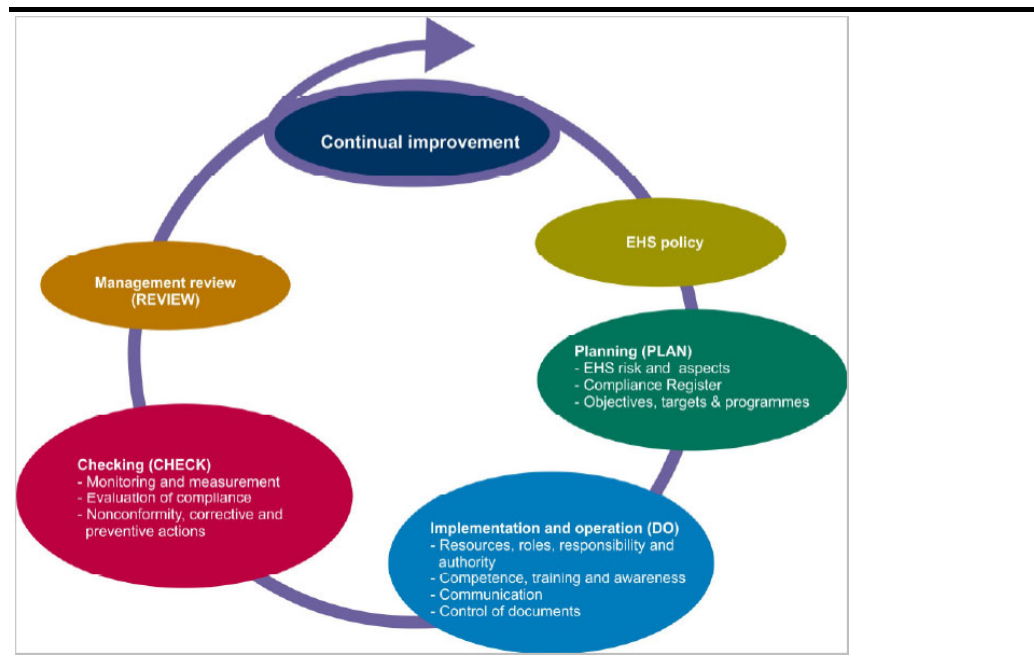 Continual improvement
EHS policy
Planning (PLAN)
- EHS risk and aspects
- Compliance Register
- Objectives, targets & programmes
Implementation and operation (DO)
- Resources, roles, responsibility and
authority
- Competence, training and awareness
- Communication
- Control of documents
Checking (CHECK)
- Monitoring and measurement
- Evaluation of compliance
- Nonconformity, corrective and
preventive actions
Management review
(REVIEW)